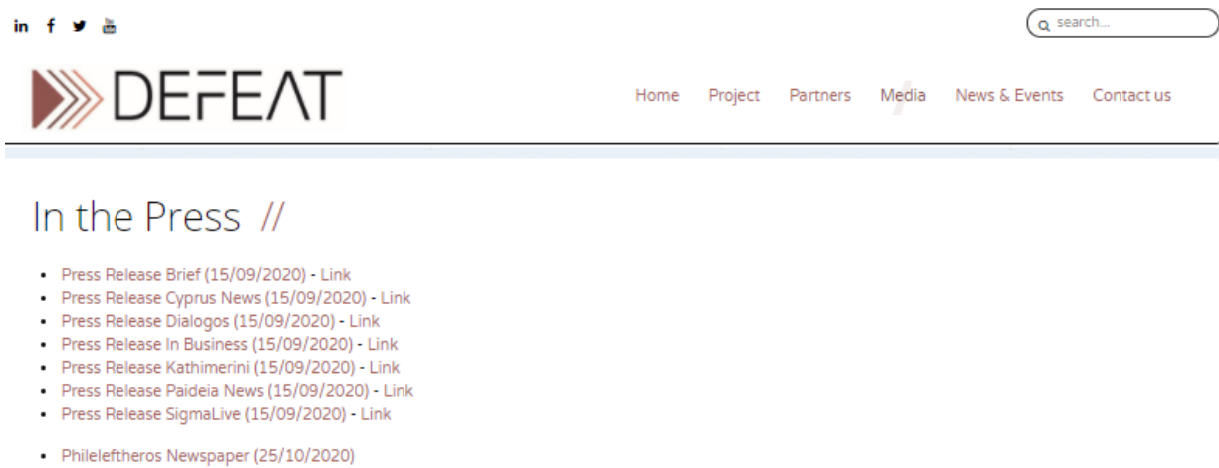 in f
search...
DEFEAT
Home Project Partners Media News & Events Contact us
In the Press //
• Press Release Brief (15/09/2020) - Link
• Press Release Cyprus News (15/09/2020) - Link
• Press Release Dialogos (15/09/2020) - Link
• Press Release In Business (15/09/2020) - Link
• Press Release Kathimerini (15/09/2020) - Link
• Press Release Paideia News (15/09/2020) - Link
• Press Release SigmaLive (15/09/2020) - Link
• Phileleftheros Newspaper (25/10/2020)